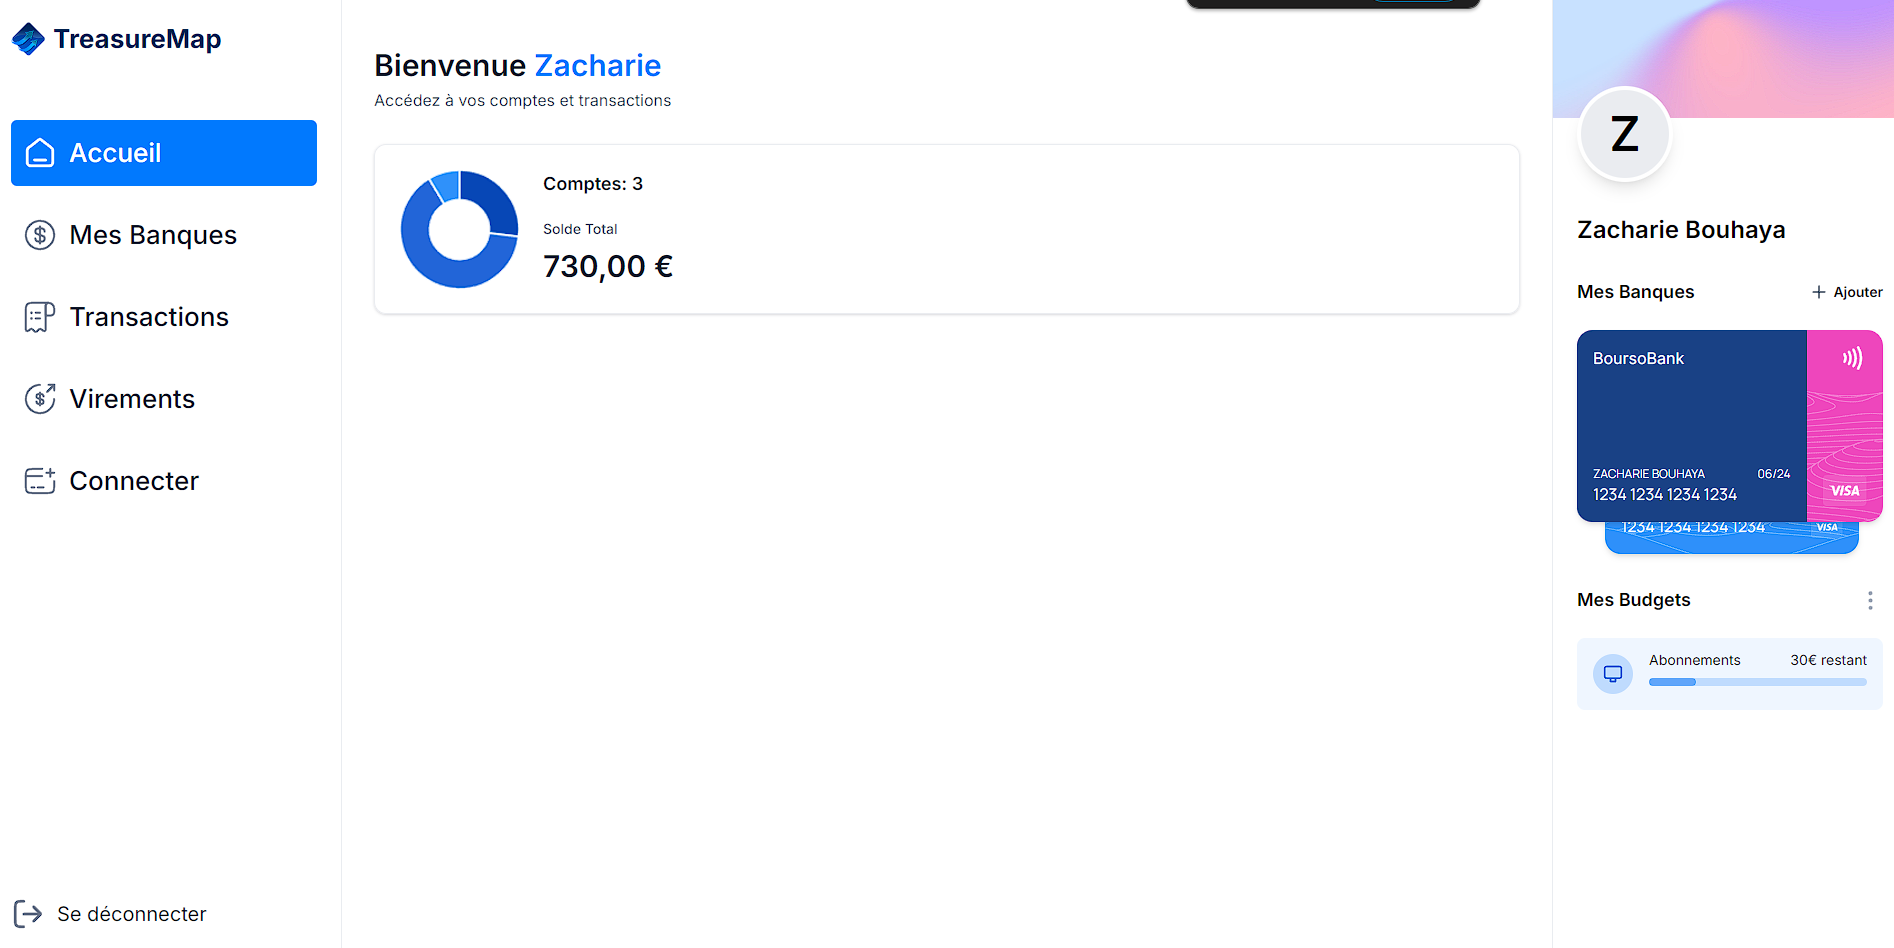 TreasureMap
Accueil
Mes Banques
Transactions
Virements
Connecter
Se déconnecter
Bienvenue Zacharie
Accédez à vos comptes et transactions
Comptes: 3
Solde Total
730,00 €
Z
Zacharie Bouhaya
Mes Banques
Ajouter
BoursoBank
ZACHARIE BOUHAYA 06/24
1234 1234 1234 1234
VISA
1234 1234 1234 1234
VISA
Mes Budgets
Abonnements 30€ restant